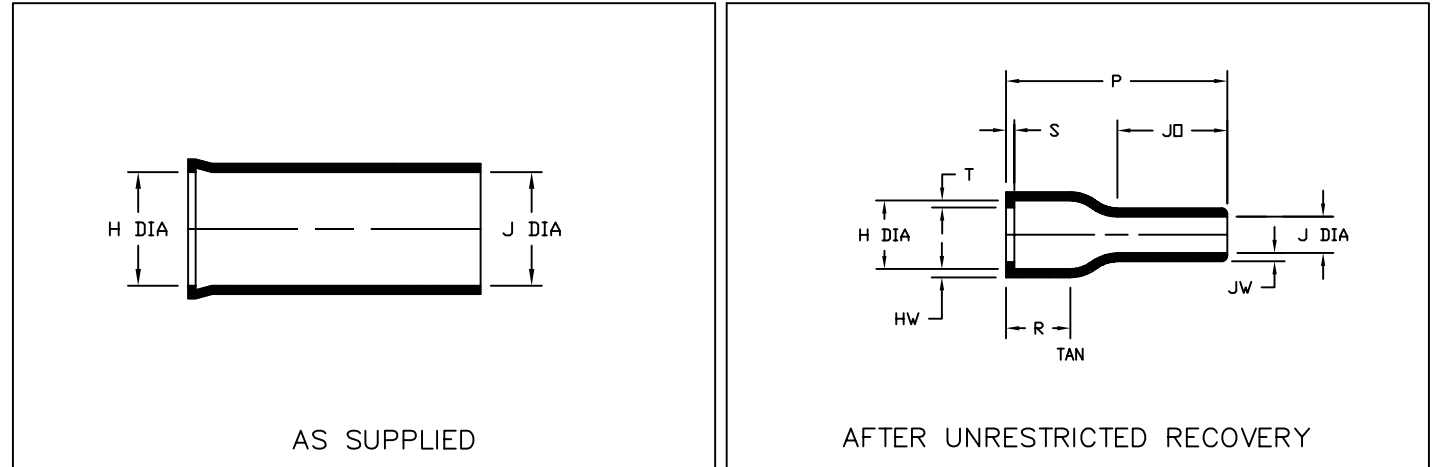 H DIA
J DIA
AS SUPPLIED
P
S
JO
T
H DIA
J DIA
HW
JW
R
TAN
AFTER UNRESTRICTED RECOVERY